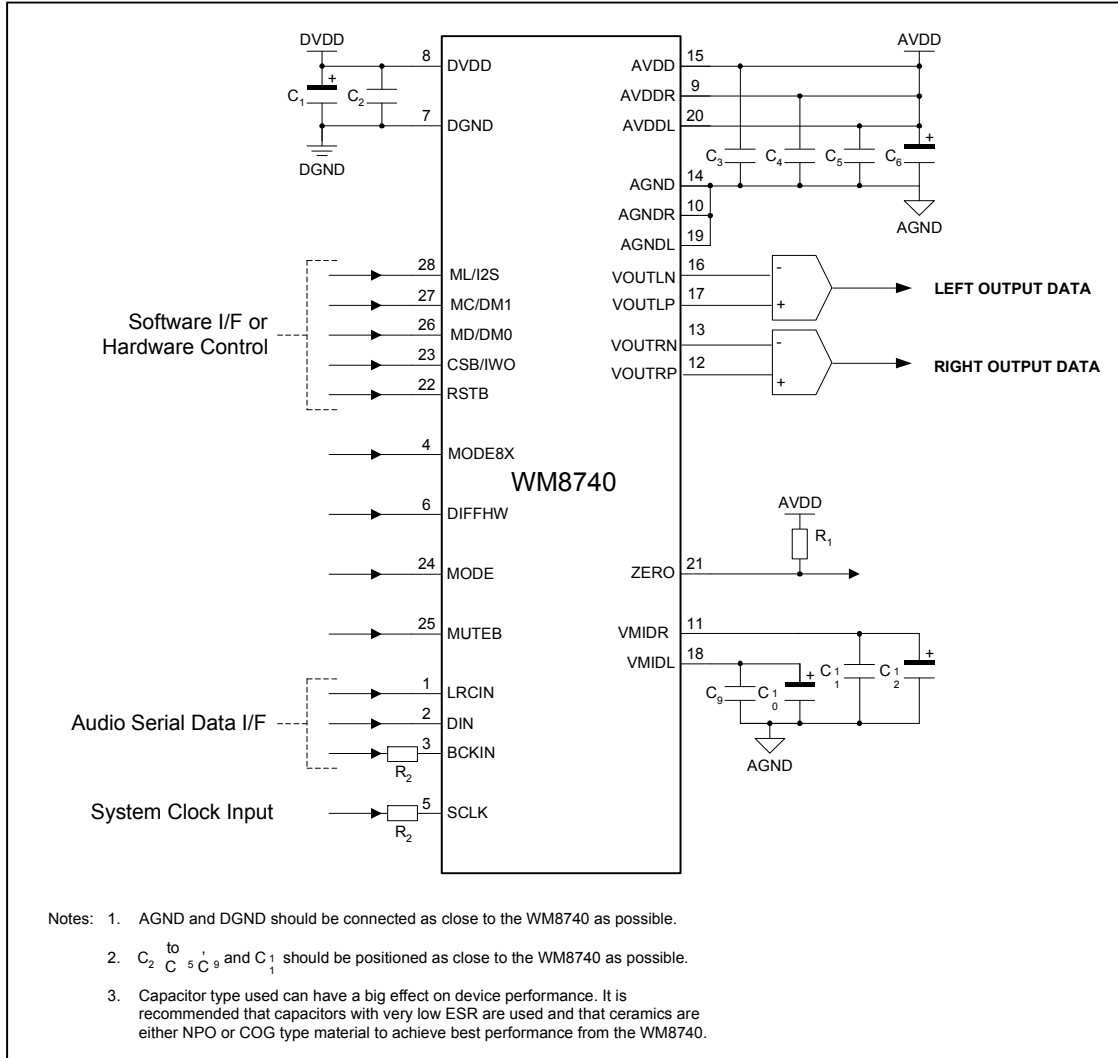 DVDD
8 DVDD
C1 + C2
7 DGND
DGND
AVDD
AVDD 15
AVDDR 9
AVDDL 20
C3 C4 C5 C6 +
AGND 14
AGNDR 10
AGNDL 19
AGND
Software I/F or
Hardware Control
28 ML/I2S
27 MC/DM1
26 MD/DM0
23 CSB/IWO
22 RSTB
VOUTLN 16 -
VOUTLP 17 +
LEFT OUTPUT DATA
VOUTRN 13 -
VOUTRP 12 +
RIGHT OUTPUT DATA
4 MODE8X
WM8740
6 DIFFHW
24 MODE
25 MUTEB
AVDD
R1
ZERO 21
VMIDR 11
VMIDL 18
C9 C10 + C11 C12 +
AGND
Audio Serial Data I/F
1 LRCIN
2 DIN
3 BCKIN
R2
System Clock Input
5 SCLK
R2
Notes: 1. AGND and DGND should be connected as close to the WM8740 as possible.
2. C2 to C5, C9 and C11 should be positioned as close to the WM8740 as possible.
3. Capacitor type used can have a big effect on device performance. It is
recommended that capacitors with very low ESR are used and that ceramics are
either NPO or COG type material to achieve best performance from the WM8740.